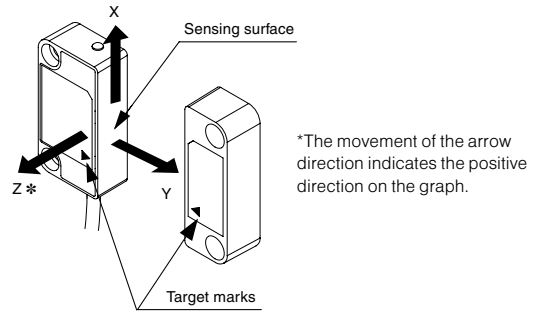 X
Sensing surface
*The movement of the arrow
direction indicates the positive
direction on the graph.
Z *
Y
Target marks